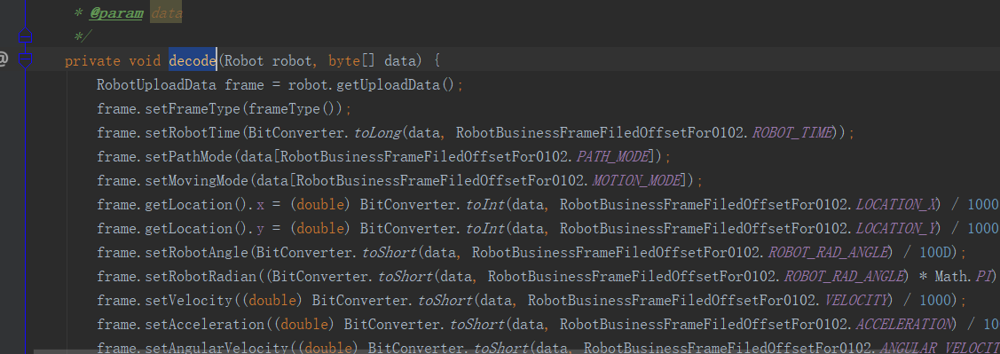 * @param data
*/
@
private void decode(Robot robot, byte[] data) {
RobotUploadData frame = robot.getUploadData();
frame.setFrameType(frameType());
frame.setRobotTime(BitConverter.toLong(data, RobotBusinessFrameFiledOffsetFor0102.ROBOT_TIME));
frame.setPathMode(data[RobotBusinessFrameFiledOffsetFor0102.PATH_MODE]);
frame.setMovingMode(data[RobotBusinessFrameFiledOffsetFor0102.MOTION_MODE]);
frame.getLocation().x = (double) BitConverter.toInt(data, RobotBusinessFrameFiledOffsetFor0102.LOCATION_X) / 1000
frame.getLocation().y = (double) BitConverter.toInt(data, RobotBusinessFrameFiledOffsetFor0102.LOCATION_Y) / 1000
frame.setRobotAngle(BitConverter.toShort(data, RobotBusinessFrameFiledOffsetFor0102.ROBOT_RAD_ANGLE) / 100D);
frame.setRobotRadian((BitConverter.toShort(data, RobotBusinessFrameFiledOffsetFor0102.ROBOT_RAD_ANGLE) * Math.PI)
frame.setVelocity((double) BitConverter.toShort(data, RobotBusinessFrameFiledOffsetFor0102.VELOCITY) / 1000);
frame.setAcceleration((double) BitConverter.toShort(data, RobotBusinessFrameFiledOffsetFor0102.ACCELERATION) / 10
frame.setAngularVelocity((double) BitConverter.toShort(data, RobotBusinessFrameFiledOffsetFor0102.ANGULAR_VELOCIT